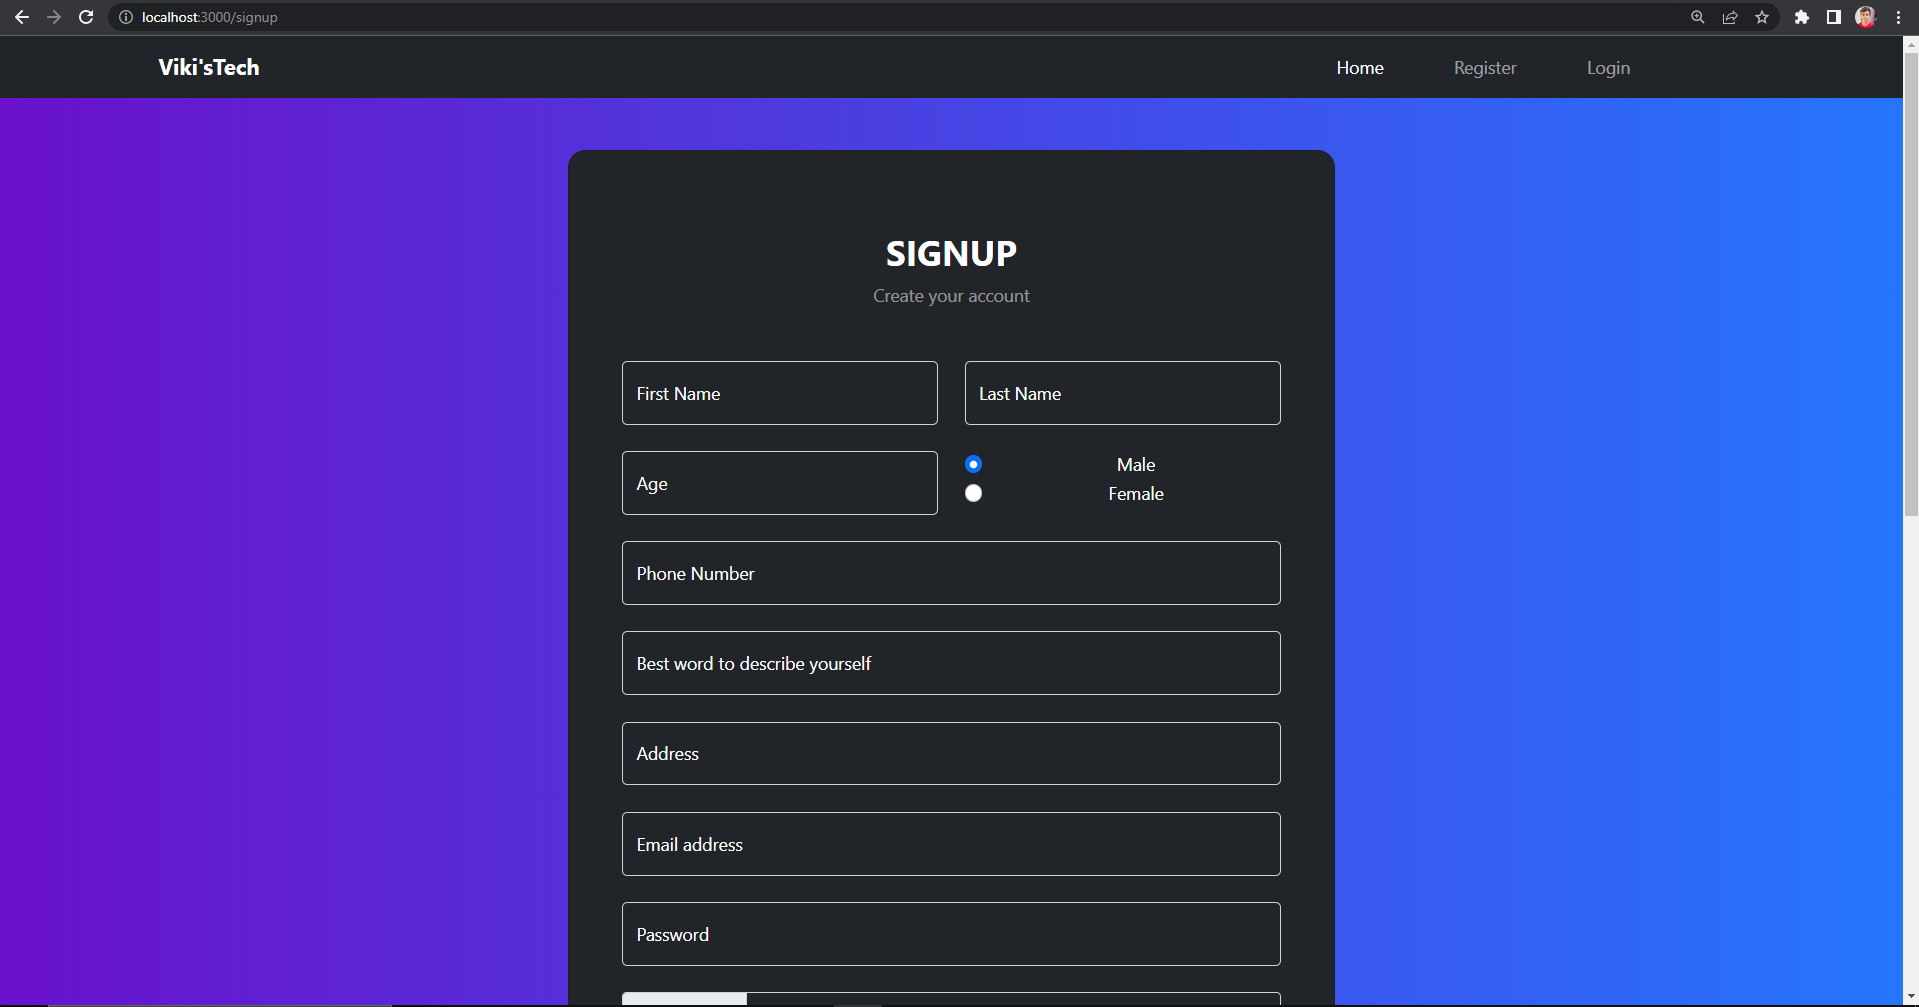 localhost:3000/signup
Viki'sTech Home Register Login
SIGNUP
Create your account
First Name Last Name
Age Male
Female
Phone Number
Best word to describe yourself
Address
Email address
Password